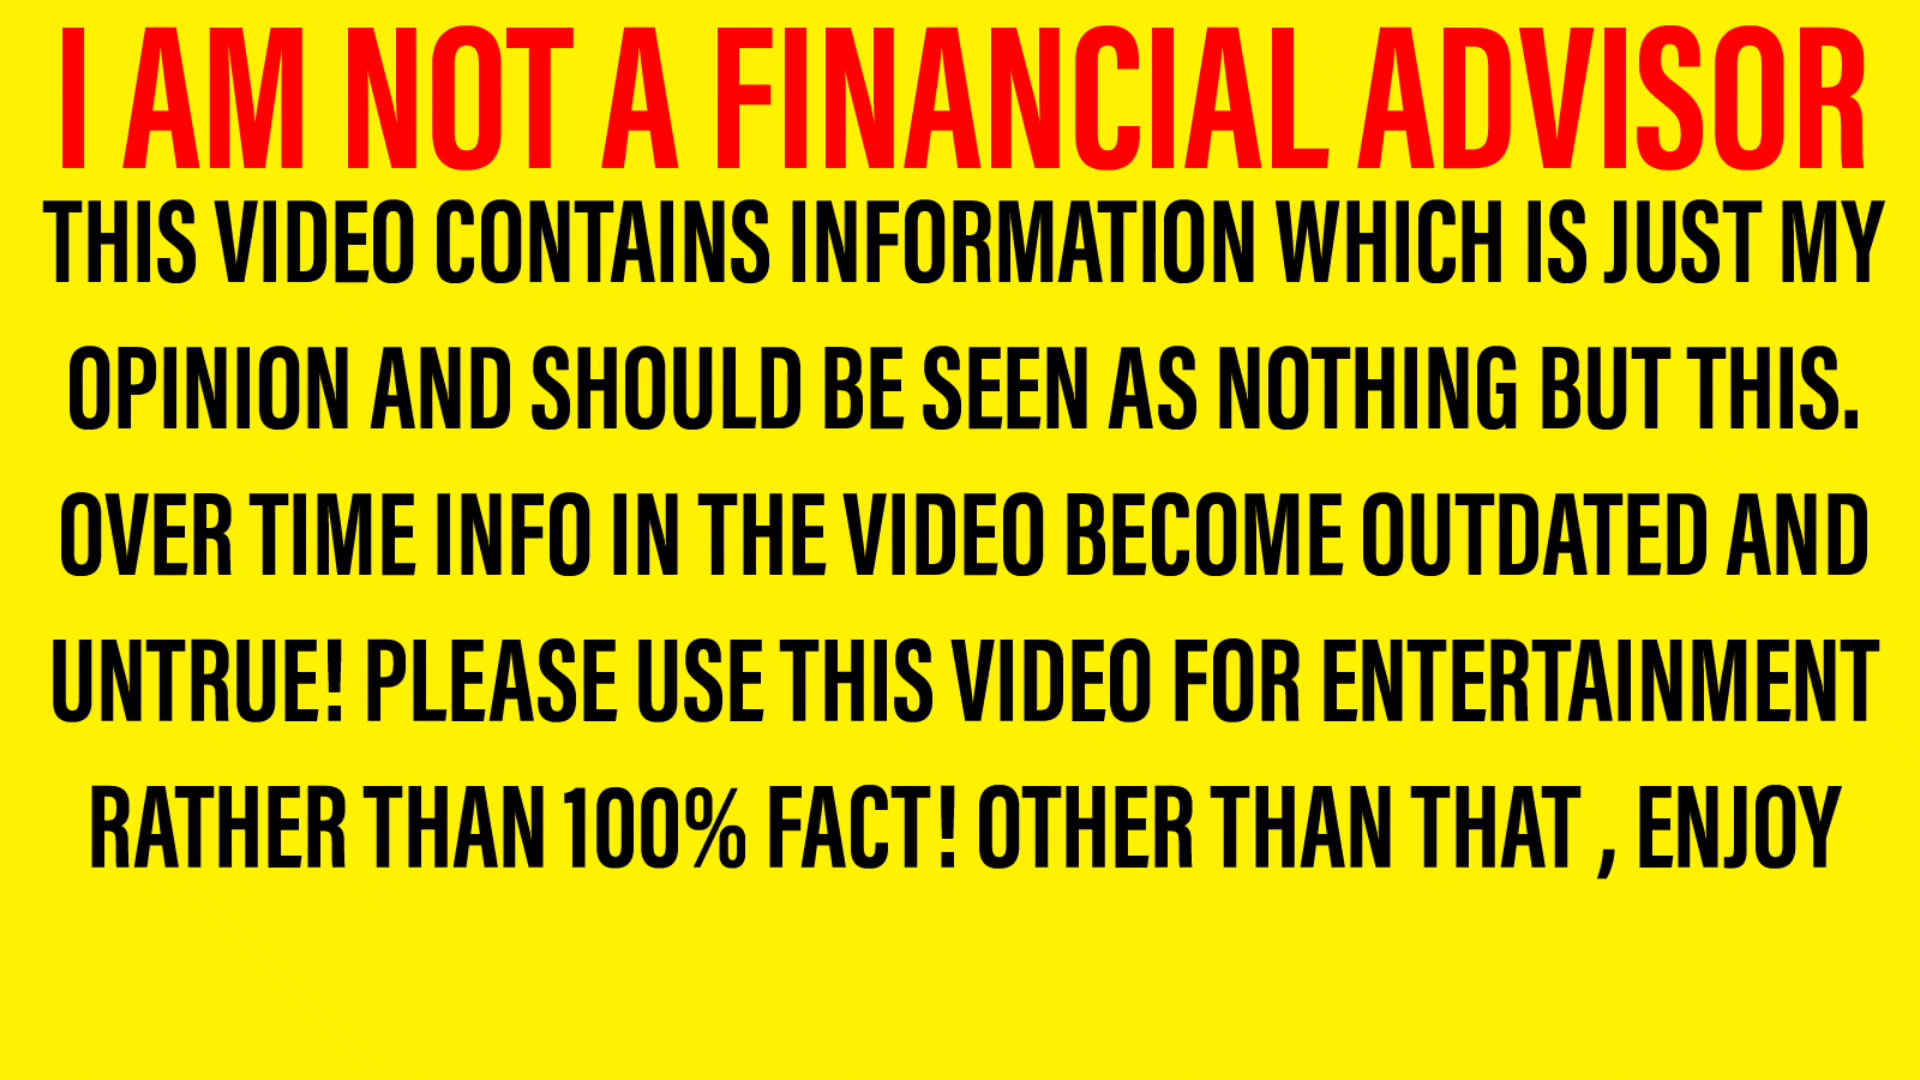 I AM NOT A FINANCIAL ADVISOR
THIS VIDEO CONTAINS INFORMATION WHICH IS JUST MY
OPINION AND SHOULD BE SEEN AS NOTHING BUT THIS.
OVER TIME INFO IN THE VIDEO BECOME OUTDATED AND
UNTRUE! PLEASE USE THIS VIDEO FOR ENTERTAINMENT
RATHER THAN 100% FACT! OTHER THAN THAT , ENJOY